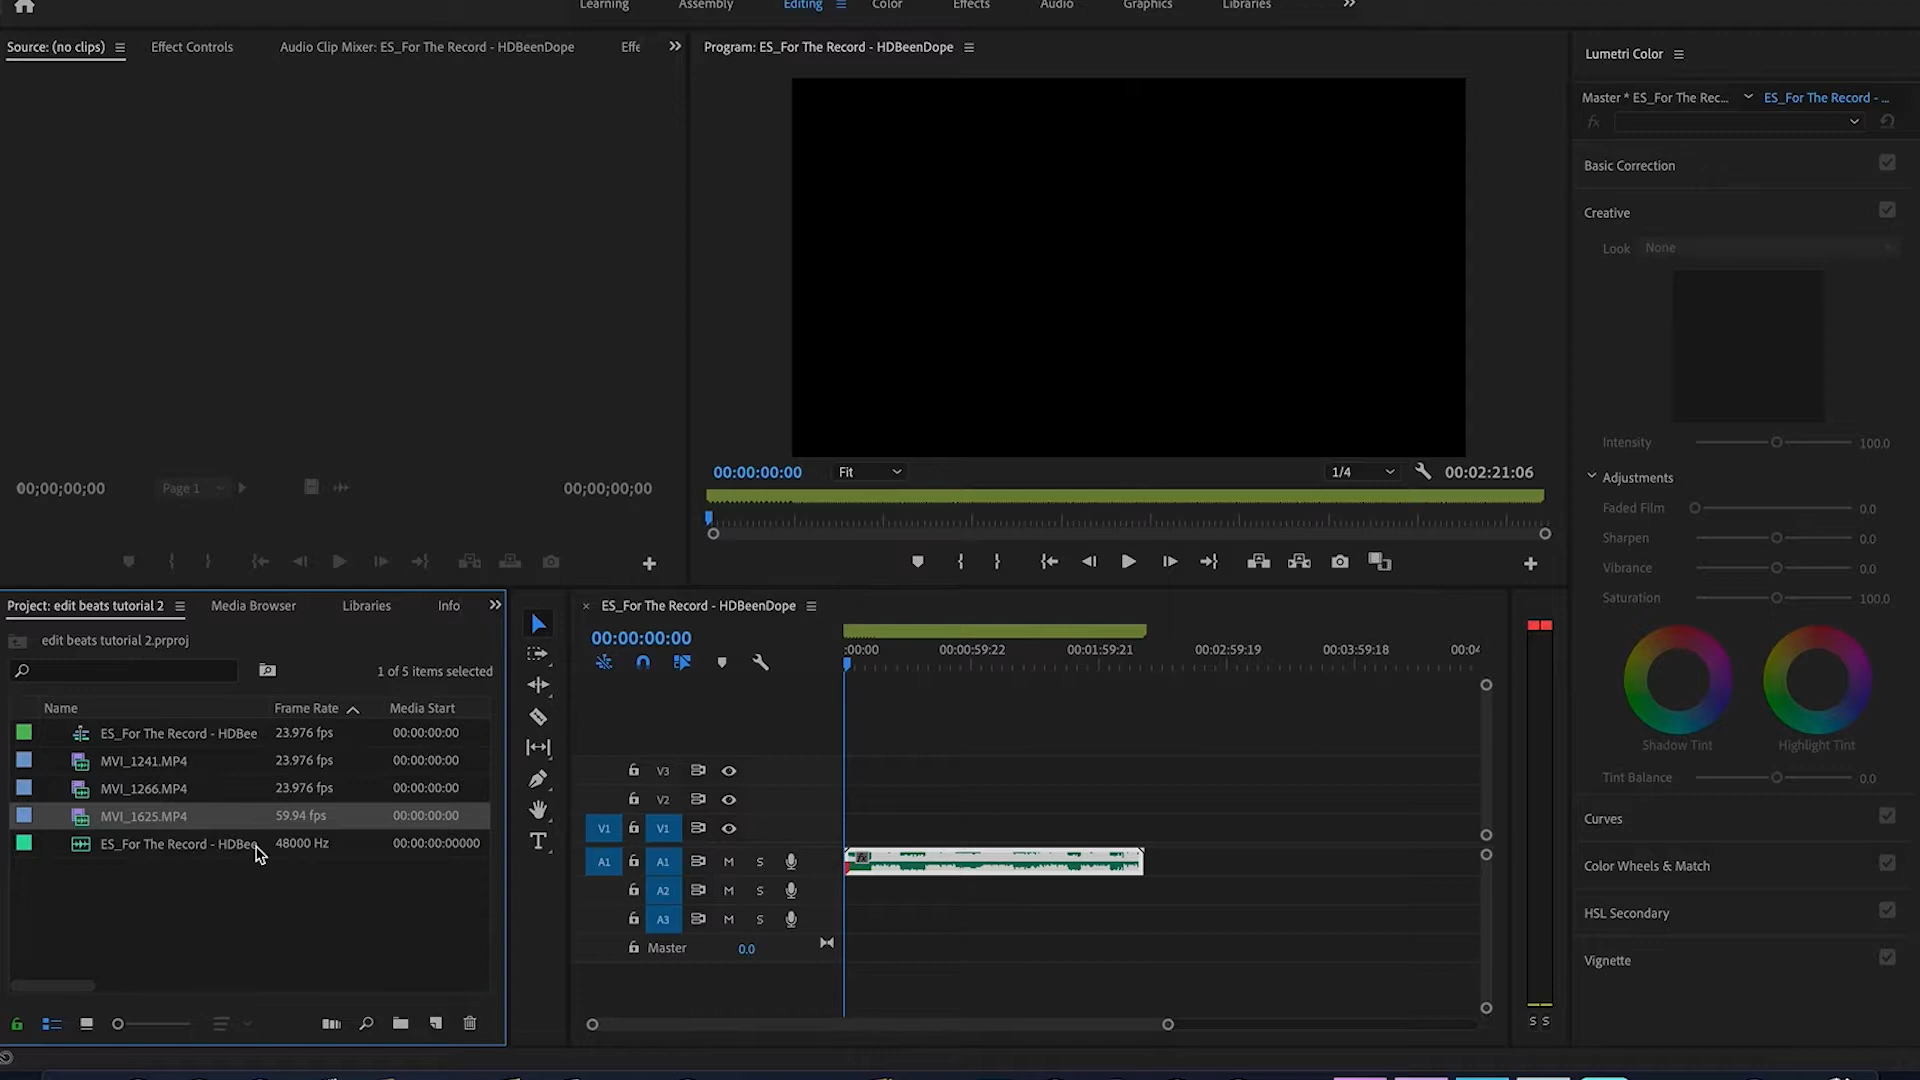 Learning Assembly Editing Color Effects Audio Graphics Libraries
Source: (no clips) Effect Controls Audio Clip Mixer: ES_For The Record - HDBeenDope Effe
Program: ES_For The Record - HDBeenDope
Lumetri Color
Master * ES_For The Rec... ES_For The Record - ...
fx
Basic Correction
Creative
Look None
Intensity 100.0
Adjustments
Faded Film 0.0
Sharpen 0.0
Vibrance 0.0
Saturation 100.0
Shadow Tint Highlight Tint
Tint Balance 0.0
Curves
Color Wheels & Match
HSL Secondary
Vignette
00;00;00;00 Page 1 00;00;00;00
00:00:00:00 Fit 1/4 00:02:21:06
Project: edit beats tutorial 2 Media Browser Libraries Info
edit beats tutorial 2.prproj
1 of 5 items selected
Name Frame Rate Media Start
ES_For The Record - HDBee 23.976 fps 00:00:00:00
MVI_1241.MP4 23.976 fps 00:00:00:00
MVI_1266.MP4 23.976 fps 00:00:00:00
MVI_1625.MP4 59.94 fps 00:00:00:00
ES_For The Record - HDBee 48000 Hz 00:00:00:00000
T
× ES_For The Record - HDBeenDope
00:00:00:00
:00:00 00:00:59:22 00:01:59:21 00:02:59:19 00:03:59:18 00:04
V3
V2
V1 V1
A1 A1 M S fx
A2 M S
A3 M S
Master 0.0
S S